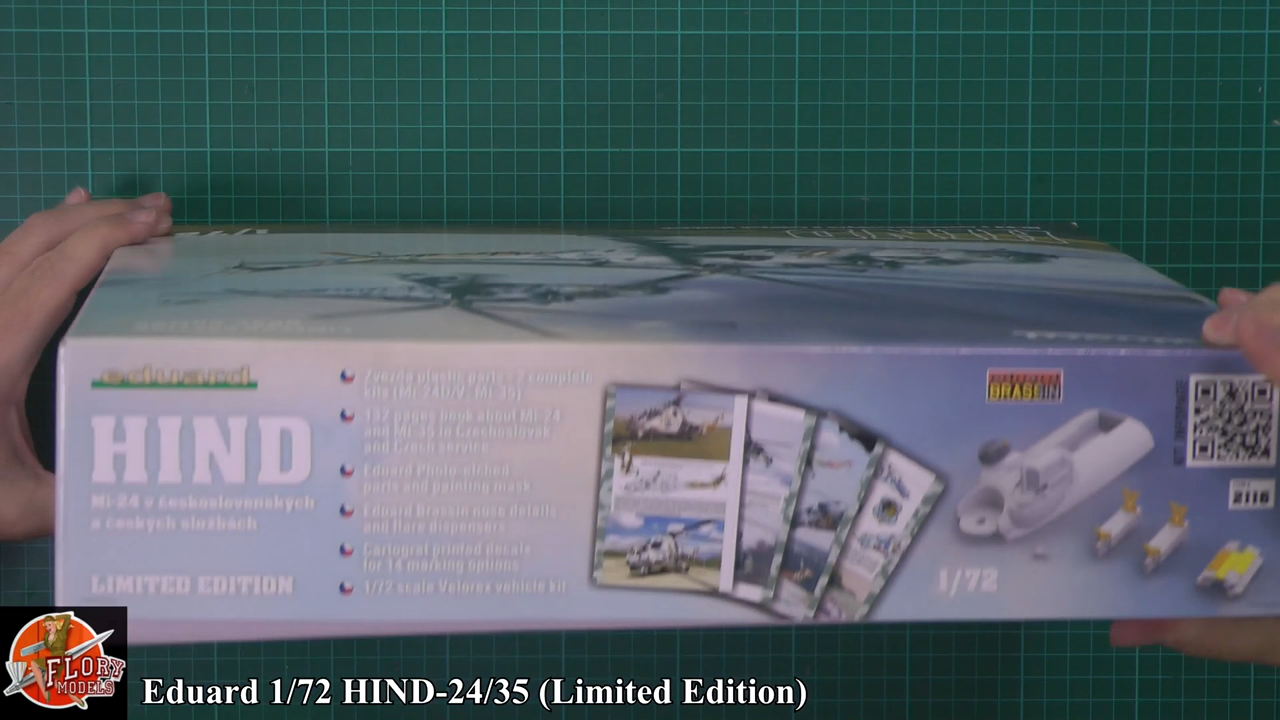 eduard
HIND
Mi-24 v československých
a českých službách
LIMITED EDITION
Zvezda plastic parts - 2 complete
kits (Mi-24D/V, Mi-35)
132 pages book about Mi-24
and Mi-35 in Czechoslovak
and Czech service
Eduard Photo-etched
parts and painting mask
Eduard Brassin nose details
and flare dispensers
Cartograf printed decals
for 14 marking options
1/72 scale Velorex vehicle kit
BRASSIN
1/72
2116
FLORY
MODELS
Eduard 1/72 HIND-24/35 (Limited Edition)